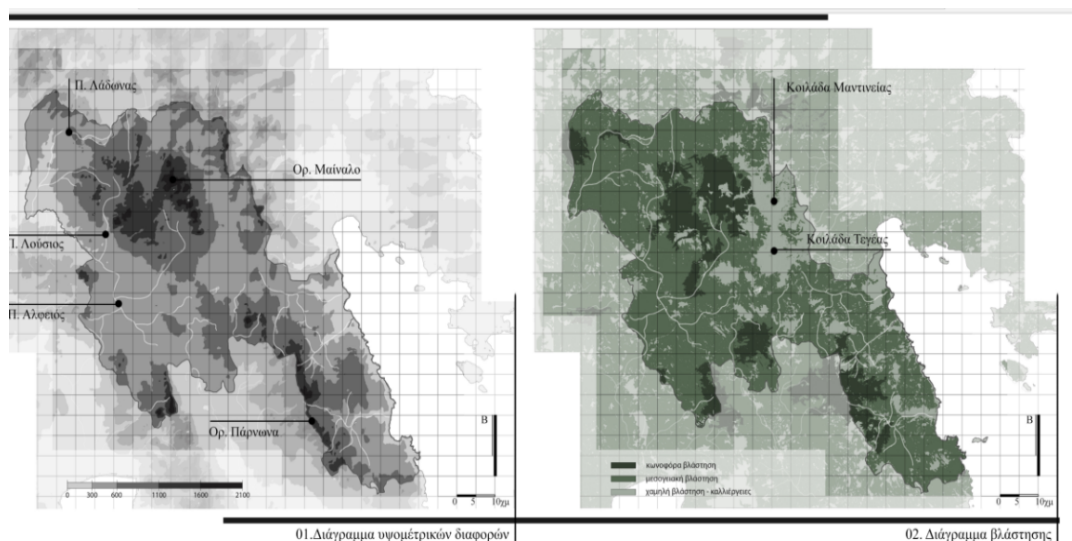 Π. Λάδωνας
Ορ. Μαίναλο
Π. Λούσιος
Π. Αλφειός
Ορ. Πάρνωνα
Β
0 300 600 1100 1600 2100
0 5 10χμ
01.Διάγραμμα υψομέτρικών διαφορών
Κοιλάδα Μαντινείας
Κοιλάδα Τεγέας
Β
κωνοφόρα βλάστηση
μεσογειακή βλάστηση
χαμηλή βλάστηση - καλλιέργειες
0 5 10χμ
02. Διάγραμμα βλάστησης